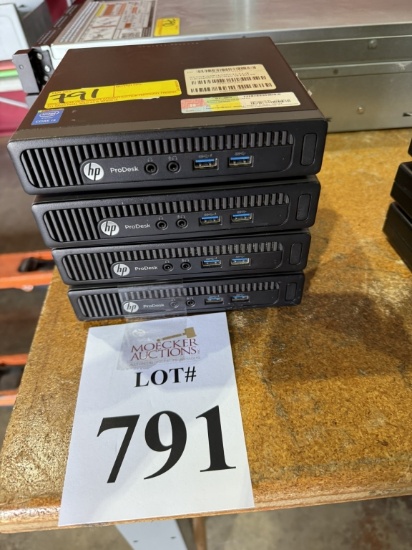 791
hp ProDesk
hp ProDesk
hp ProDesk
hp ProDesk
MOECKER
AUCTIONS
LOT#
791